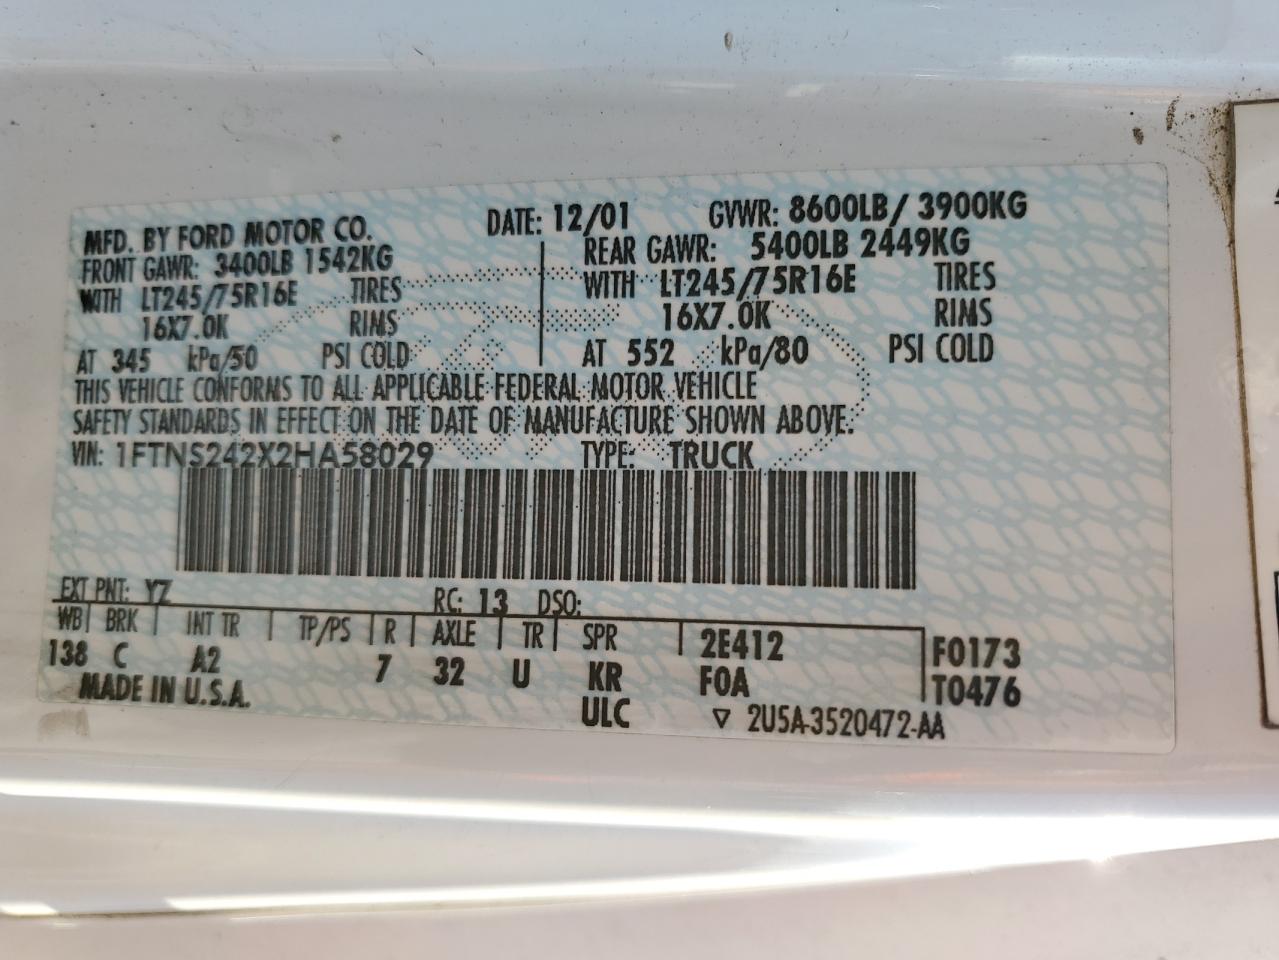 MFD. BY FORD MOTOR CO. DATE: 12/01 GVWR: 8600LB/ 3900KG
FRONT GAWR: 3400LB 1542KG REAR GAWR: 5400LB 2449KG
WITH LT245/75R16E TIRES WITH LT245/75R16E TIRES
16X7.0K RIMS 16X7.0K RIMS
AT 345 kPa/50 PSI COLD AT 552 kPa/80 PSI COLD
THIS VEHICLE CONFORMS TO ALL APPLICABLE FEDERAL MOTOR VEHICLE
SAFETY STANDARDS IN EFFECT ON THE DATE OF MANUFACTURE SHOWN ABOVE.
VIN: 1FTNS242X2HA58029 TYPE: TRUCK
EXT PNT: YZ RC: 13 DSO:
WB BRK INT TR TP/PS R AXLE TR SPR 2E412 F0173
138 C A2 7 32 U KR F0A T0476
MADE IN U.S.A. ULC ▽ 2U5A-3520472-AA